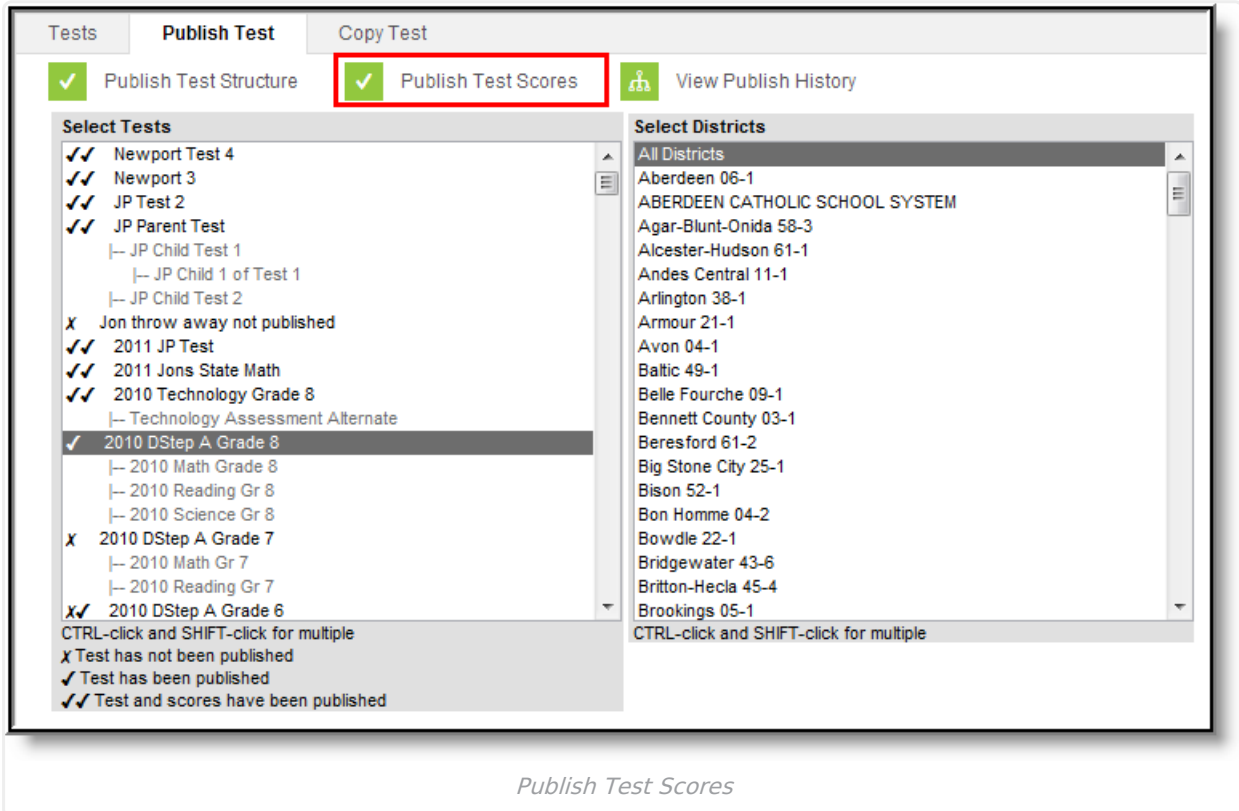 Tests Publish Test Copy Test
Publish Test Structure Publish Test Scores View Publish History
Select Tests
✓✓ Newport Test 4
✓✓ Newport 3
✓✓ JP Test 2
✓✓ JP Parent Test
|-- JP Child Test 1
|-- JP Child 1 of Test 1
|-- JP Child Test 2
x Jon throw away not published
✓✓ 2011 JP Test
✓✓ 2011 Jons State Math
✓✓ 2010 Technology Grade 8
|-- Technology Assessment Alternate
✓ 2010 DStep A Grade 8
|-- 2010 Math Grade 8
|-- 2010 Reading Gr 8
|-- 2010 Science Gr 8
x 2010 DStep A Grade 7
|-- 2010 Math Gr 7
|-- 2010 Reading Gr 7
x✓ 2010 DStep A Grade 6
CTRL-click and SHIFT-click for multiple
x Test has not been published
✓ Test has been published
✓✓ Test and scores have been published
Select Districts
All Districts
Aberdeen 06-1
ABERDEEN CATHOLIC SCHOOL SYSTEM
Agar-Blunt-Onida 58-3
Alcester-Hudson 61-1
Andes Central 11-1
Arlington 38-1
Armour 21-1
Avon 04-1
Baltic 49-1
Belle Fourche 09-1
Bennett County 03-1
Beresford 61-2
Big Stone City 25-1
Bison 52-1
Bon Homme 04-2
Bowdle 22-1
Bridgewater 43-6
Britton-Hecla 45-4
Brookings 05-1
CTRL-click and SHIFT-click for multiple
Publish Test Scores